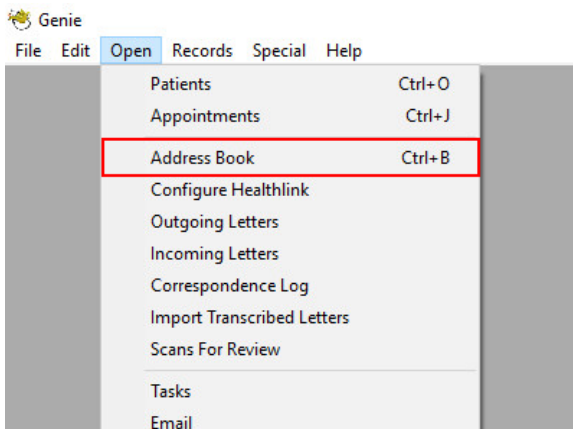 Genie
File Edit Open Records Special Help
Patients Ctrl+O
Appointments Ctrl+J
Address Book Ctrl+B
Configure Healthlink
Outgoing Letters
Incoming Letters
Correspondence Log
Import Transcribed Letters
Scans For Review
Tasks
Email